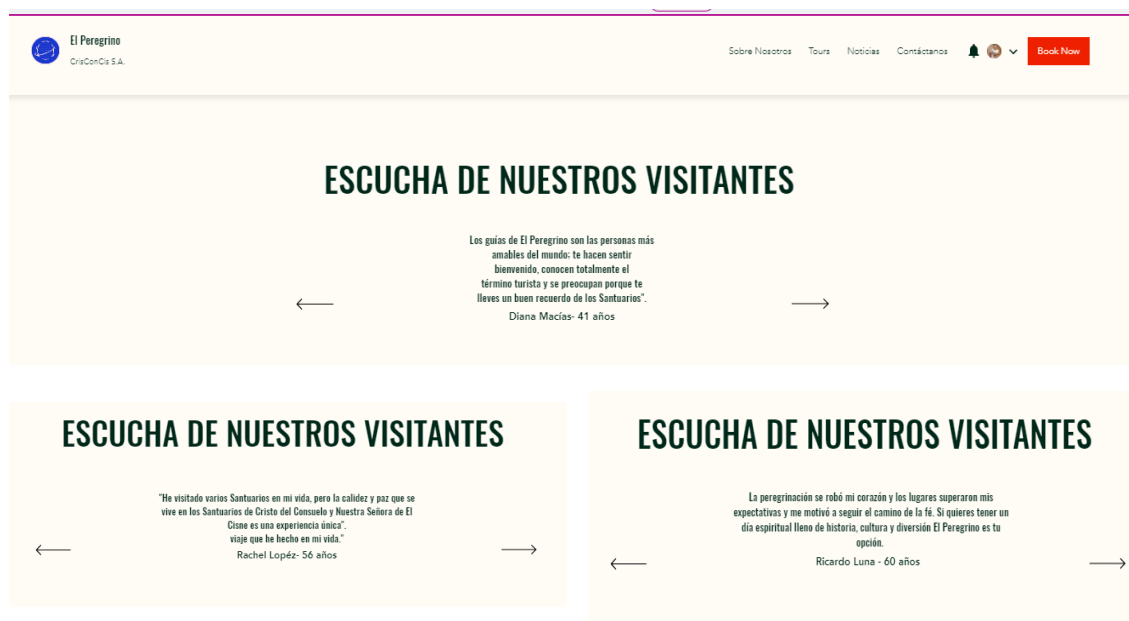 El Peregrino
CrisConCis S.A.
Sobre Nosotros Tours Noticias Contáctanos Book Now
ESCUCHA DE NUESTROS VISITANTES
Los guías de El Peregrino son las personas más
amables del mundo; te hacen sentir
bienvenido, conocen totalmente el
término turista y se preocupan porque te
lleves un buen recuerdo de los Santuarios".
Diana Macías- 41 años
ESCUCHA DE NUESTROS VISITANTES
"He visitado varios Santuarios en mi vida, pero la calidez y paz que se
vive en los Santuarios de Cristo del Consuelo y Nuestra Señora de El
Cisne es una experiencia única".
viaje que he hecho en mi vida."
Rachel Lopéz- 56 años
ESCUCHA DE NUESTROS VISITANTES
La peregrinación se robó mi corazón y los lugares superaron mis
expectativas y me motivó a seguir el camino de la fé. Si quieres tener un
día espiritual lleno de historia, cultura y diversión El Peregrino es tu
opción.
Ricardo Luna - 60 años